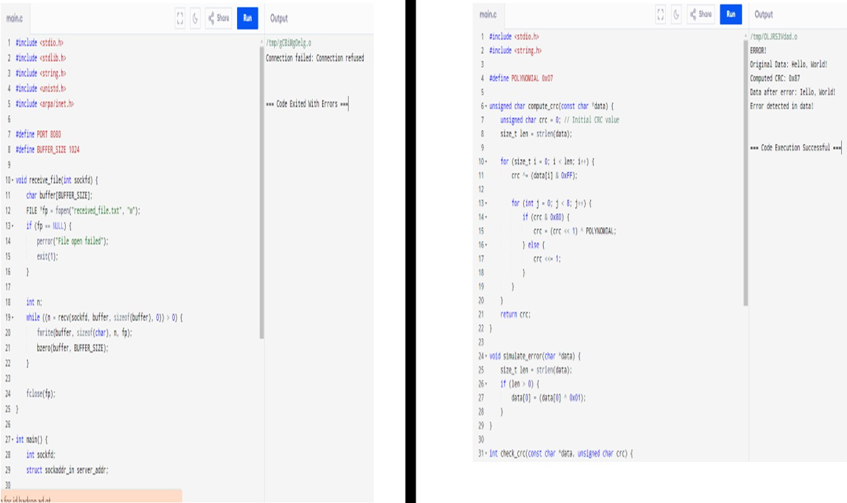 main.c
Share
Run
Output
1 #include <stdio.h>
2 #include <stdlib.h>
3 #include <string.h>
4 #include <unistd.h>
5 #include <arpa/inet.h>
6
7 #define PORT 8080
8 #define BUFFER_SIZE 1024
9
10 void receive_file(int sockfd) {
11 char buffer[BUFFER_SIZE];
12 FILE *fp = fopen("received_file.txt", "w");
13 if (fp == NULL) {
14 perror("File open failed");
15 exit(1);
16 }
17
18 int n;
19 while ((n = recv(sockfd, buffer, sizeof(buffer), 0)) > 0) {
20 fwrite(buffer, sizeof(char), n, fp);
21 bzero(buffer, BUFFER_SIZE);
22 }
23
24 fclose(fp);
25 }
26
27 int main() {
28 int sockfd;
29 struct sockaddr_in server_addr;
30
Connection failed: Connection refused
=== Code Exited With Errors ===
main.c
Share
Run
Output
1 #include <stdio.h>
2 #include <string.h>
3
4 #define POLYNOMIAL 0x07
5
6 unsigned char compute_crc(const char *data) {
7 unsigned char crc = 0; // Initial CRC value
8 size_t len = strlen(data);
9
10 for (size_t i = 0; i < len; i++) {
11 crc ^= (data[i] & 0xFF);
12
13 for (int j = 0; j < 8; j++) {
14 if (crc & 0x80) {
15 crc = (crc << 1) ^ POLYNOMIAL;
16 } else {
17 crc <<= 1;
18 }
19 }
20 }
21 return crc;
22 }
23
24 void simulate_error(char *data) {
25 size_t len = strlen(data);
26 if (len > 0) {
27 data[0] = (data[0] ^ 0x01);
28 }
29 }
30
31 int check_crc(const char *data, unsigned char crc) {
ERROR!
Original Data: Hello, World!
Computed CRC: 0x87
Data after error: Iello, World!
Error detected in data!
=== Code Execution Successful ===